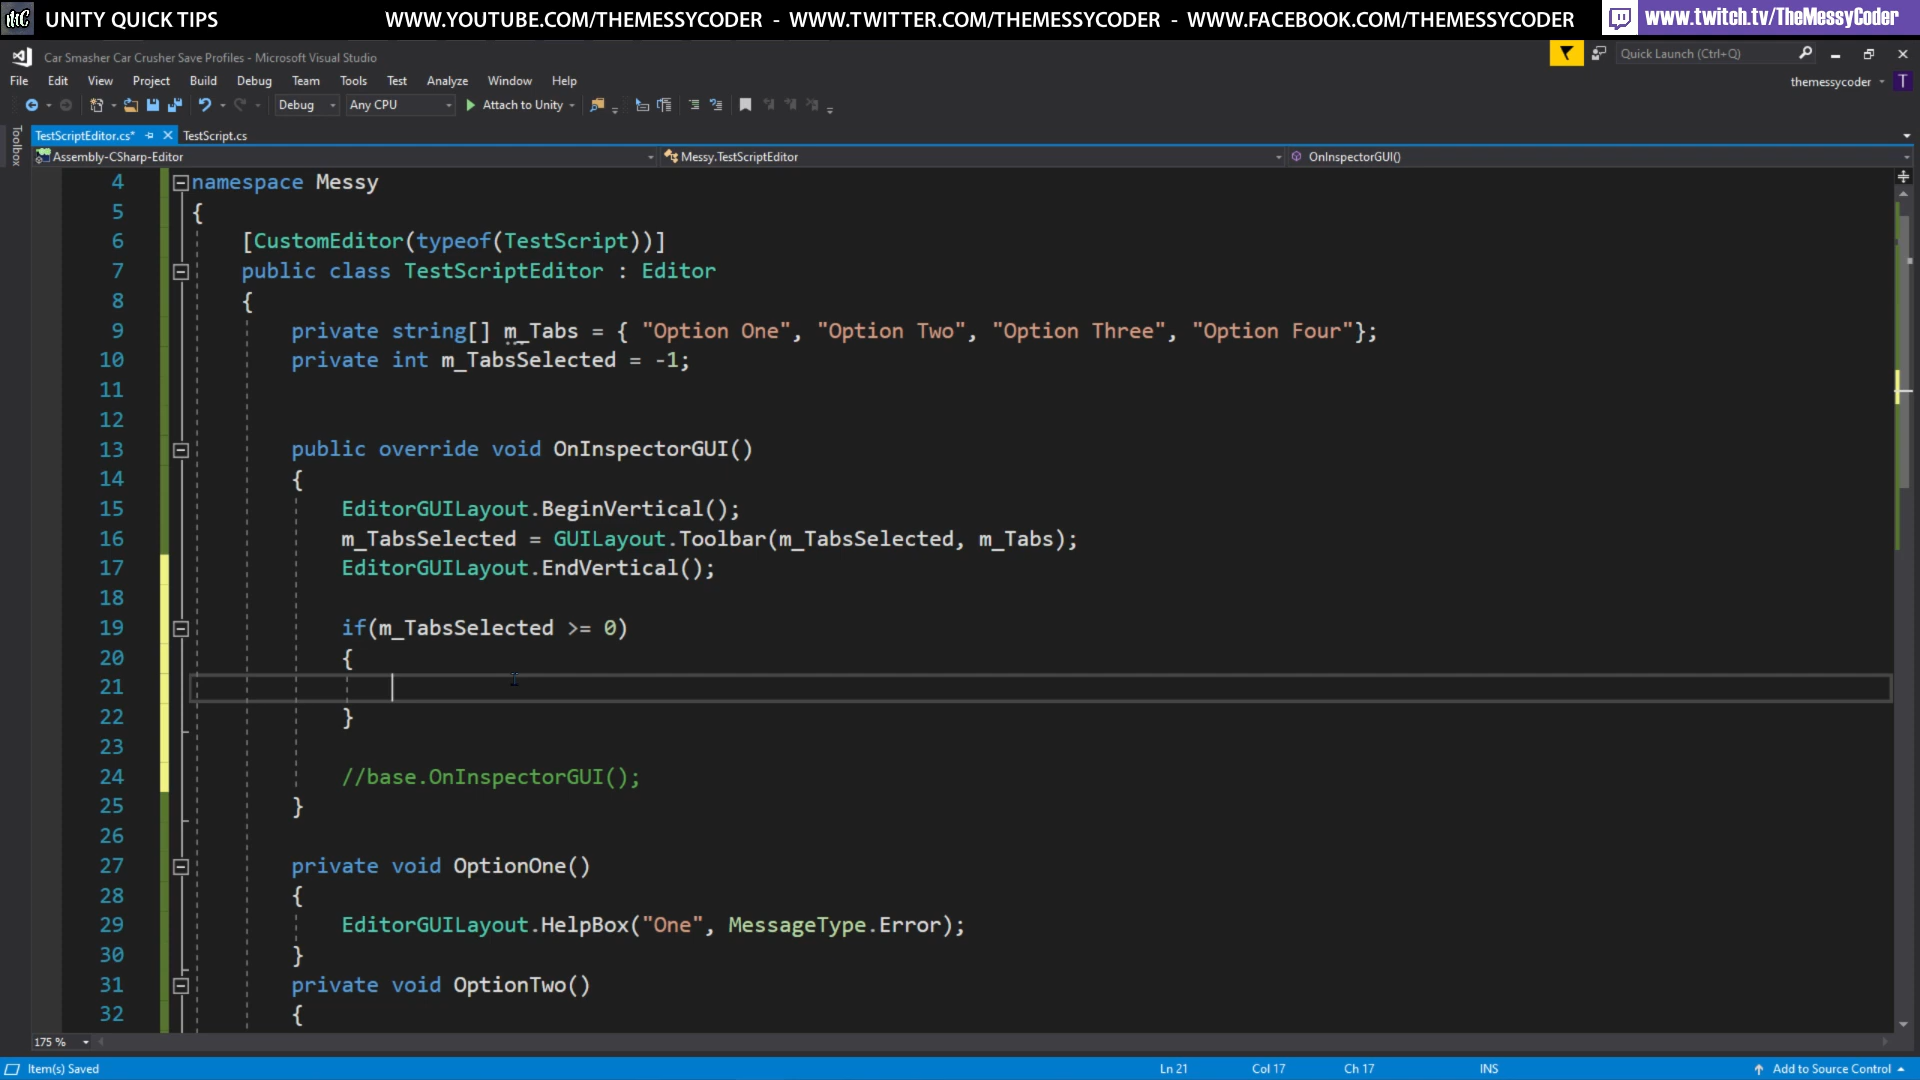 UNITY QUICK TIPS
WWW.YOUTUBE.COM/THEMESSYCODER - WWW.TWITTER.COM/THEMESSYCODER - WWW.FACEBOOK.COM/THEMESSYCODER
www.twitch.tv/TheMessyCoder
Car Smasher Car Crusher Save Profiles - Microsoft Visual Studio
Quick Launch (Ctrl+Q)
File Edit View Project Build Debug Team Tools Test Analyze Window Help
themessycoder T
Debug Any CPU Attach to Unity
Toolbox
TestScriptEditor.cs* TestScript.cs
Assembly-CSharp-Editor Messy.TestScriptEditor OnInspectorGUI()
4 namespace Messy
5 {
6 [CustomEditor(typeof(TestScript))]
7 public class TestScriptEditor : Editor
8 {
9 private string[] m_Tabs = { "Option One", "Option Two", "Option Three", "Option Four"};
10 private int m_TabsSelected = -1;
11
12
13 public override void OnInspectorGUI()
14 {
15 EditorGUILayout.BeginVertical();
16 m_TabsSelected = GUILayout.Toolbar(m_TabsSelected, m_Tabs);
17 EditorGUILayout.EndVertical();
18
19 if(m_TabsSelected >= 0)
20 {
21
22 }
23
24 //base.OnInspectorGUI();
25 }
26
27 private void OptionOne()
28 {
29 EditorGUILayout.HelpBox("One", MessageType.Error);
30 }
31 private void OptionTwo()
32 {
175 %
Item(s) Saved Ln 21 Col 17 Ch 17 INS Add to Source Control